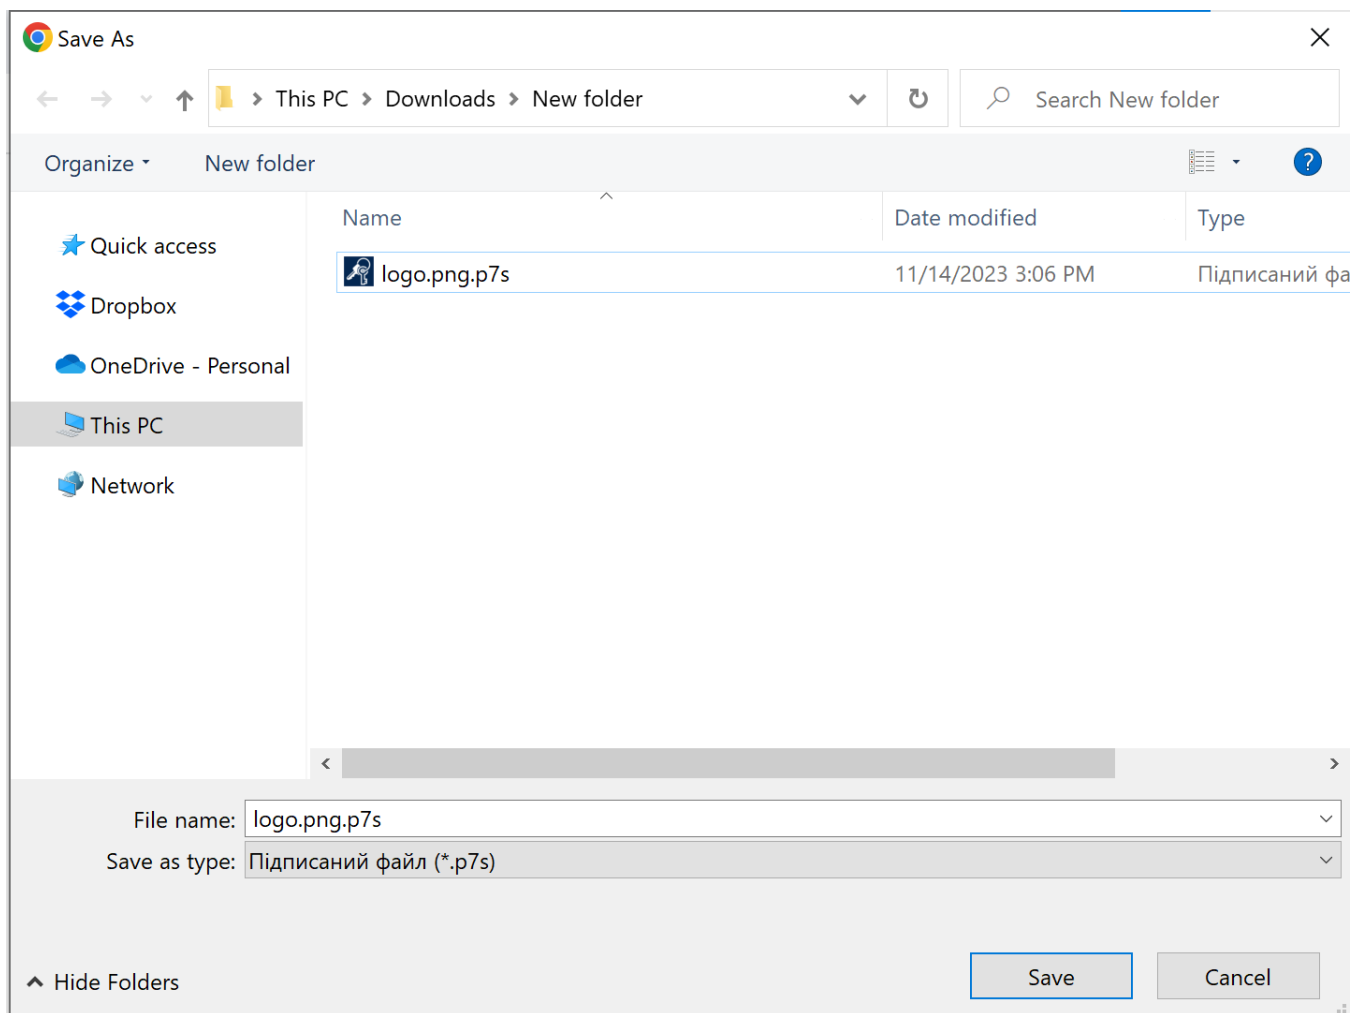 Save As
This PC Downloads New folder
Search New folder
Organize New folder
?
Name Date modified Type
Quick access
logo.png.p7s 11/14/2023 3:06 PM Підписаний фа
Dropbox
OneDrive - Personal
This PC
Network
File name: logo.png.p7s
Save as type: Підписаний файл (*.p7s)
Hide Folders
Save Cancel